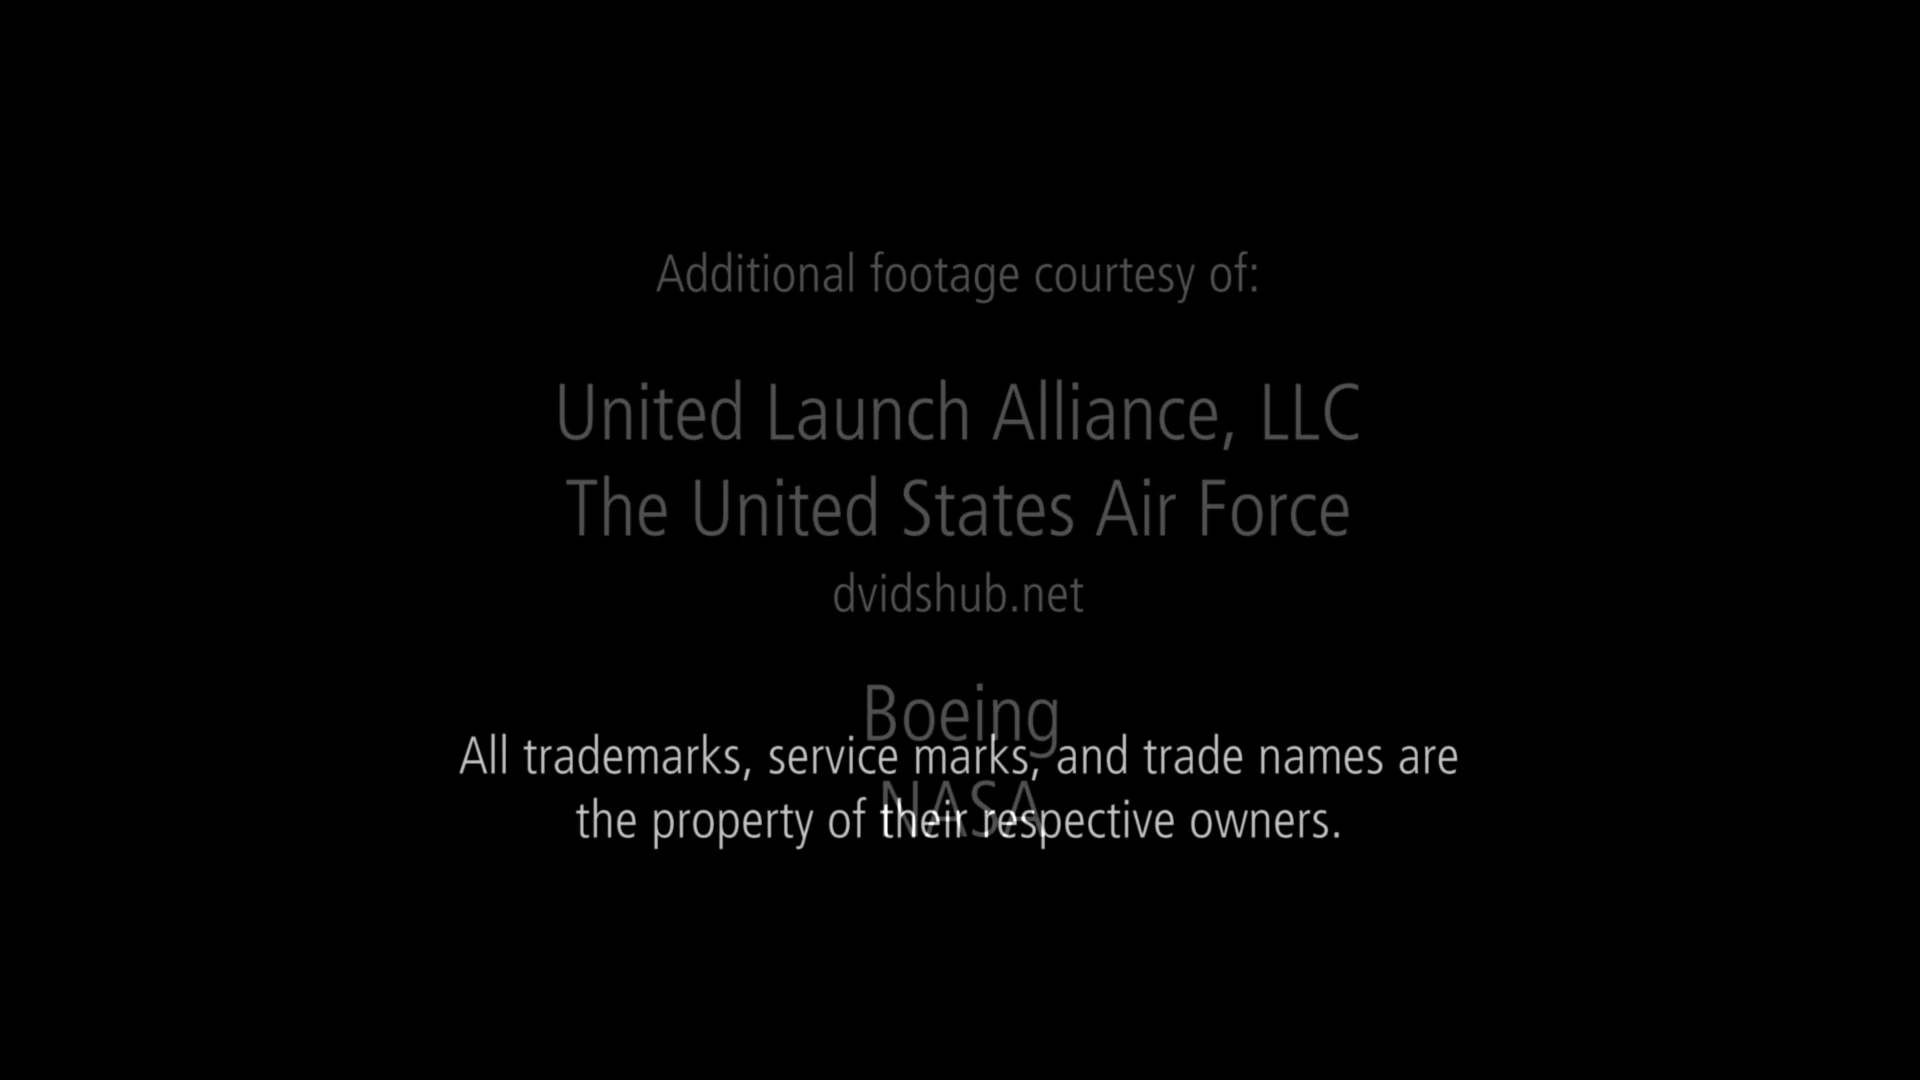 Additional footage courtesy of:
United Launch Alliance, LLC
The United States Air Force
dvidshub.net
Boeing
All trademarks, service marks, and trade names are
NASA
the property of their respective owners.